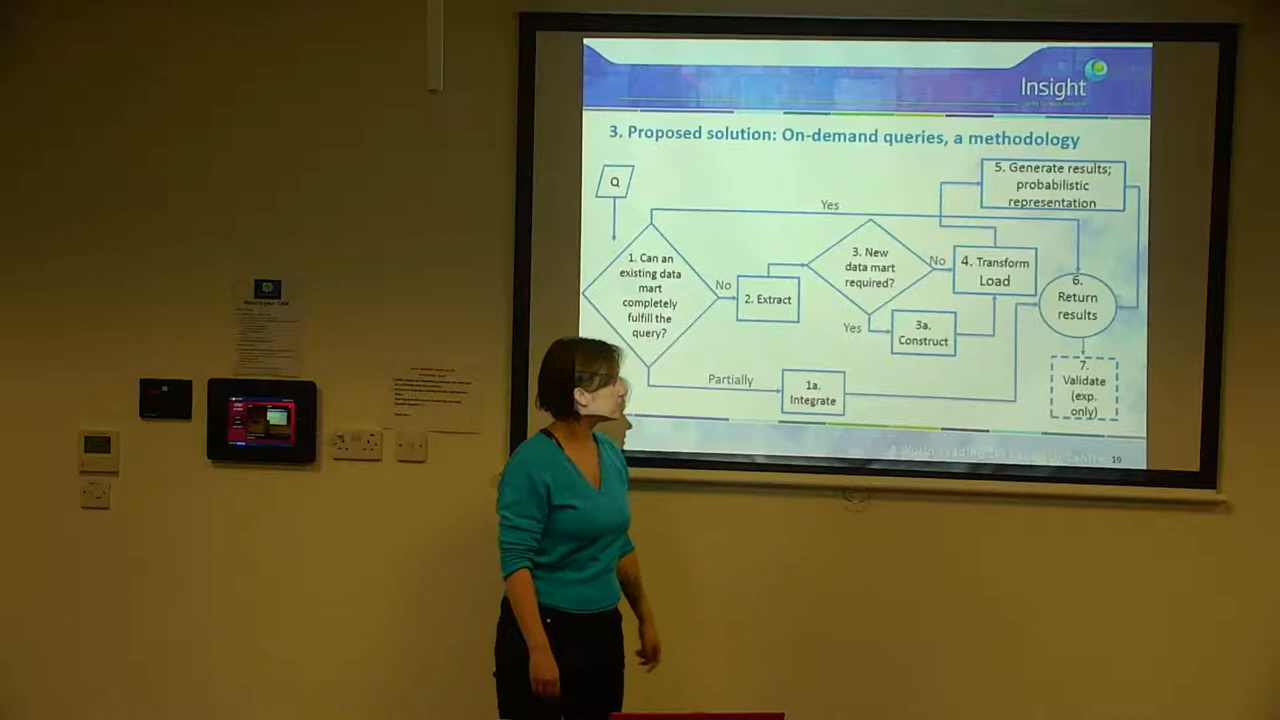 Insight
3. Proposed solution: On-demand queries, a methodology
Q
5. Generate results;
probabilistic
representation
Yes
1. Can an
existing data
mart
completely
fulfill the
query?
No
2. Extract
3. New
data mart
required?
No
4. Transform
Load
6.
Return
results
Yes
3a.
Construct
Partially
1a.
Integrate
7.
Validate
(exp.
only)
19